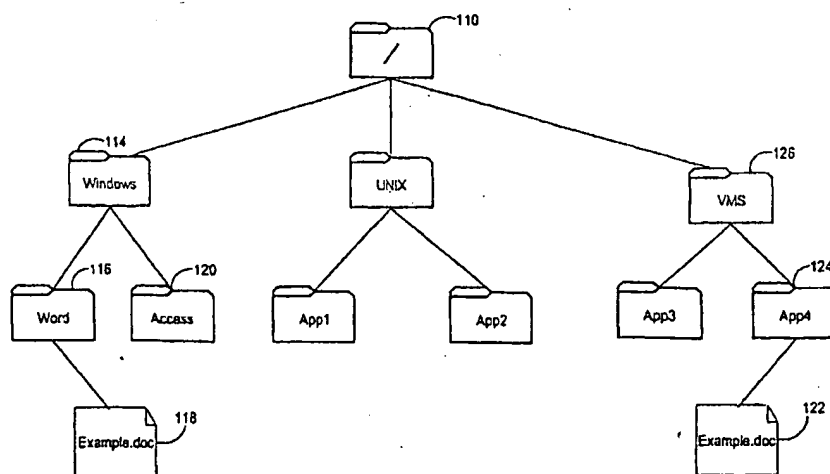 110
/
114
Windows
UNIX
126
VMS
116
Word
120
Access
App1
App2
App3
124
App4
118
Example.doc
122
Example.doc